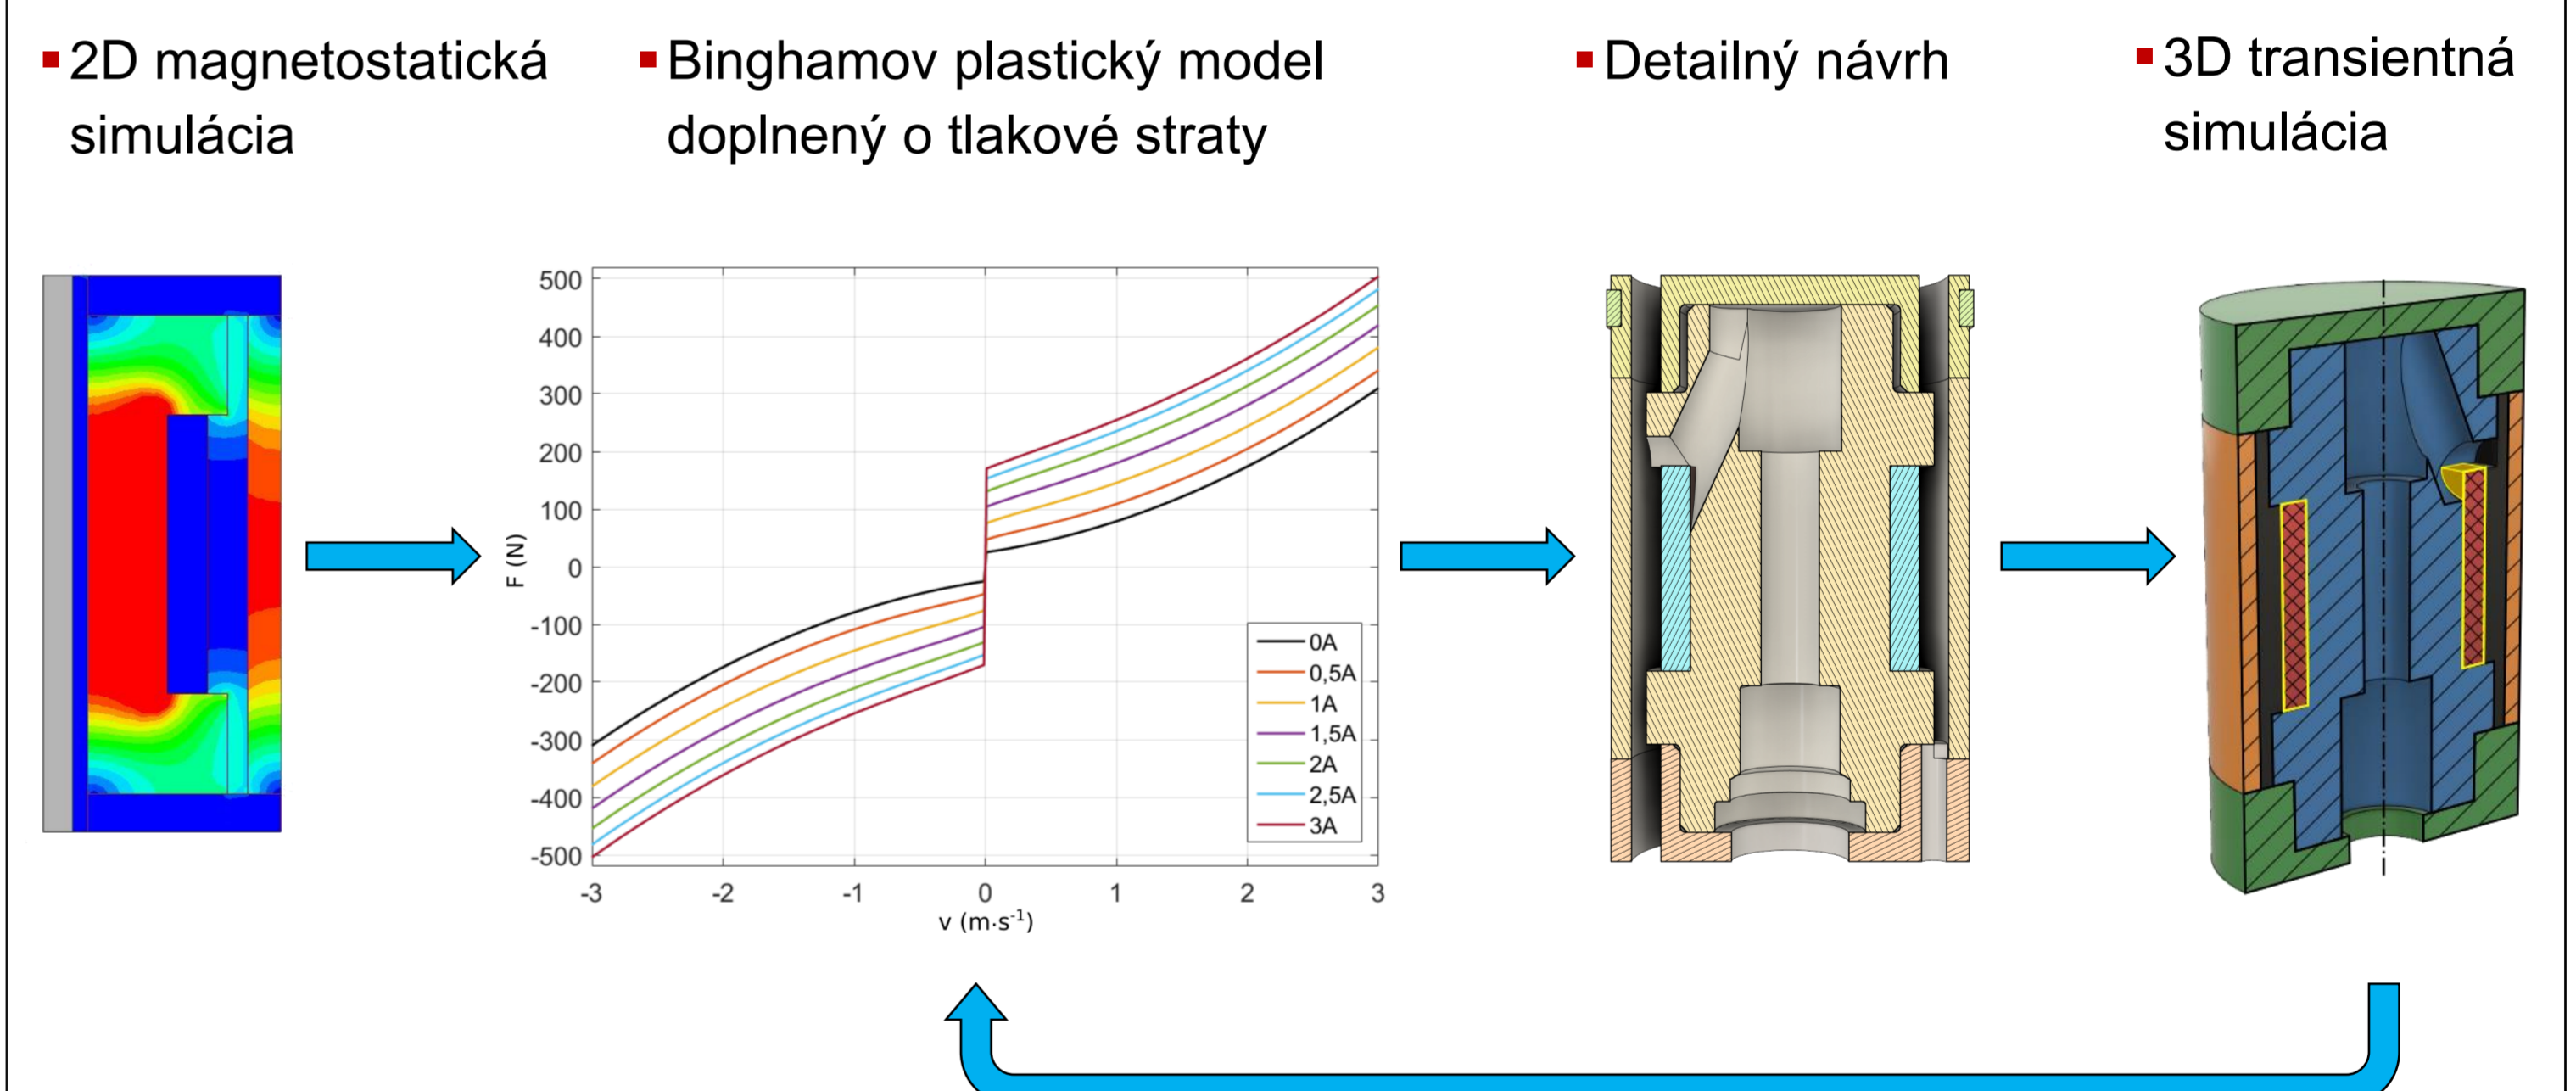 ▪ 2D magnetostatická
simulácia
▪ Binghamov plastický model
doplnený o tlakové straty
▪ Detailný návrh
▪ 3D transientná
simulácia
500
400
300
200
100
0
-100
-200
-300
-400
-500
F (N)
-3 -2 -1 0 1 2 3
v (m·s⁻¹)
0A
0,5A
1A
1,5A
2A
2,5A
3A